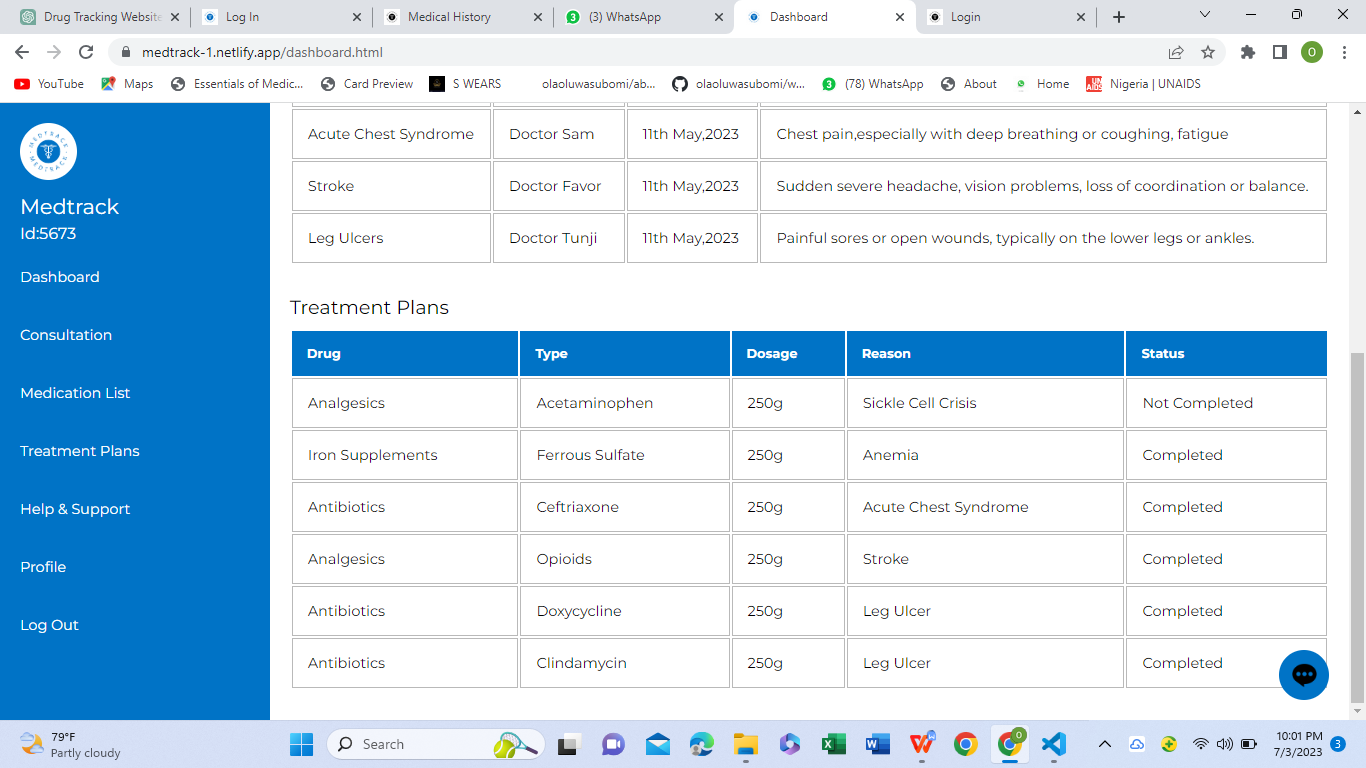 Drug Tracking Website
Log In
Medical History
(3) WhatsApp
Dashboard
Login
medtrack-1.netlify.app/dashboard.html
YouTube
Maps
Essentials of Medic...
Card Preview
S WEARS
olaoluwasubomi/ab...
olaoluwasubomi/w...
(78) WhatsApp
About
Home
Nigeria | UNAIDS
MEDTRACK MEDTRACK
Medtrack
Id:5673
Dashboard
Consultation
Medication List
Treatment Plans
Help & Support
Profile
Log Out
Acute Chest Syndrome Doctor Sam 11th May,2023 Chest pain,especially with deep breathing or coughing, fatigue
Stroke Doctor Favor 11th May,2023 Sudden severe headache, vision problems, loss of coordination or balance.
Leg Ulcers Doctor Tunji 11th May,2023 Painful sores or open wounds, typically on the lower legs or ankles.
Treatment Plans
Drug Type Dosage Reason Status
Analgesics Acetaminophen 250g Sickle Cell Crisis Not Completed
Iron Supplements Ferrous Sulfate 250g Anemia Completed
Antibiotics Ceftriaxone 250g Acute Chest Syndrome Completed
Analgesics Opioids 250g Stroke Completed
Antibiotics Doxycycline 250g Leg Ulcer Completed
Antibiotics Clindamycin 250g Leg Ulcer Completed
79°F
Partly cloudy
Search
10:01 PM
7/3/2023
3